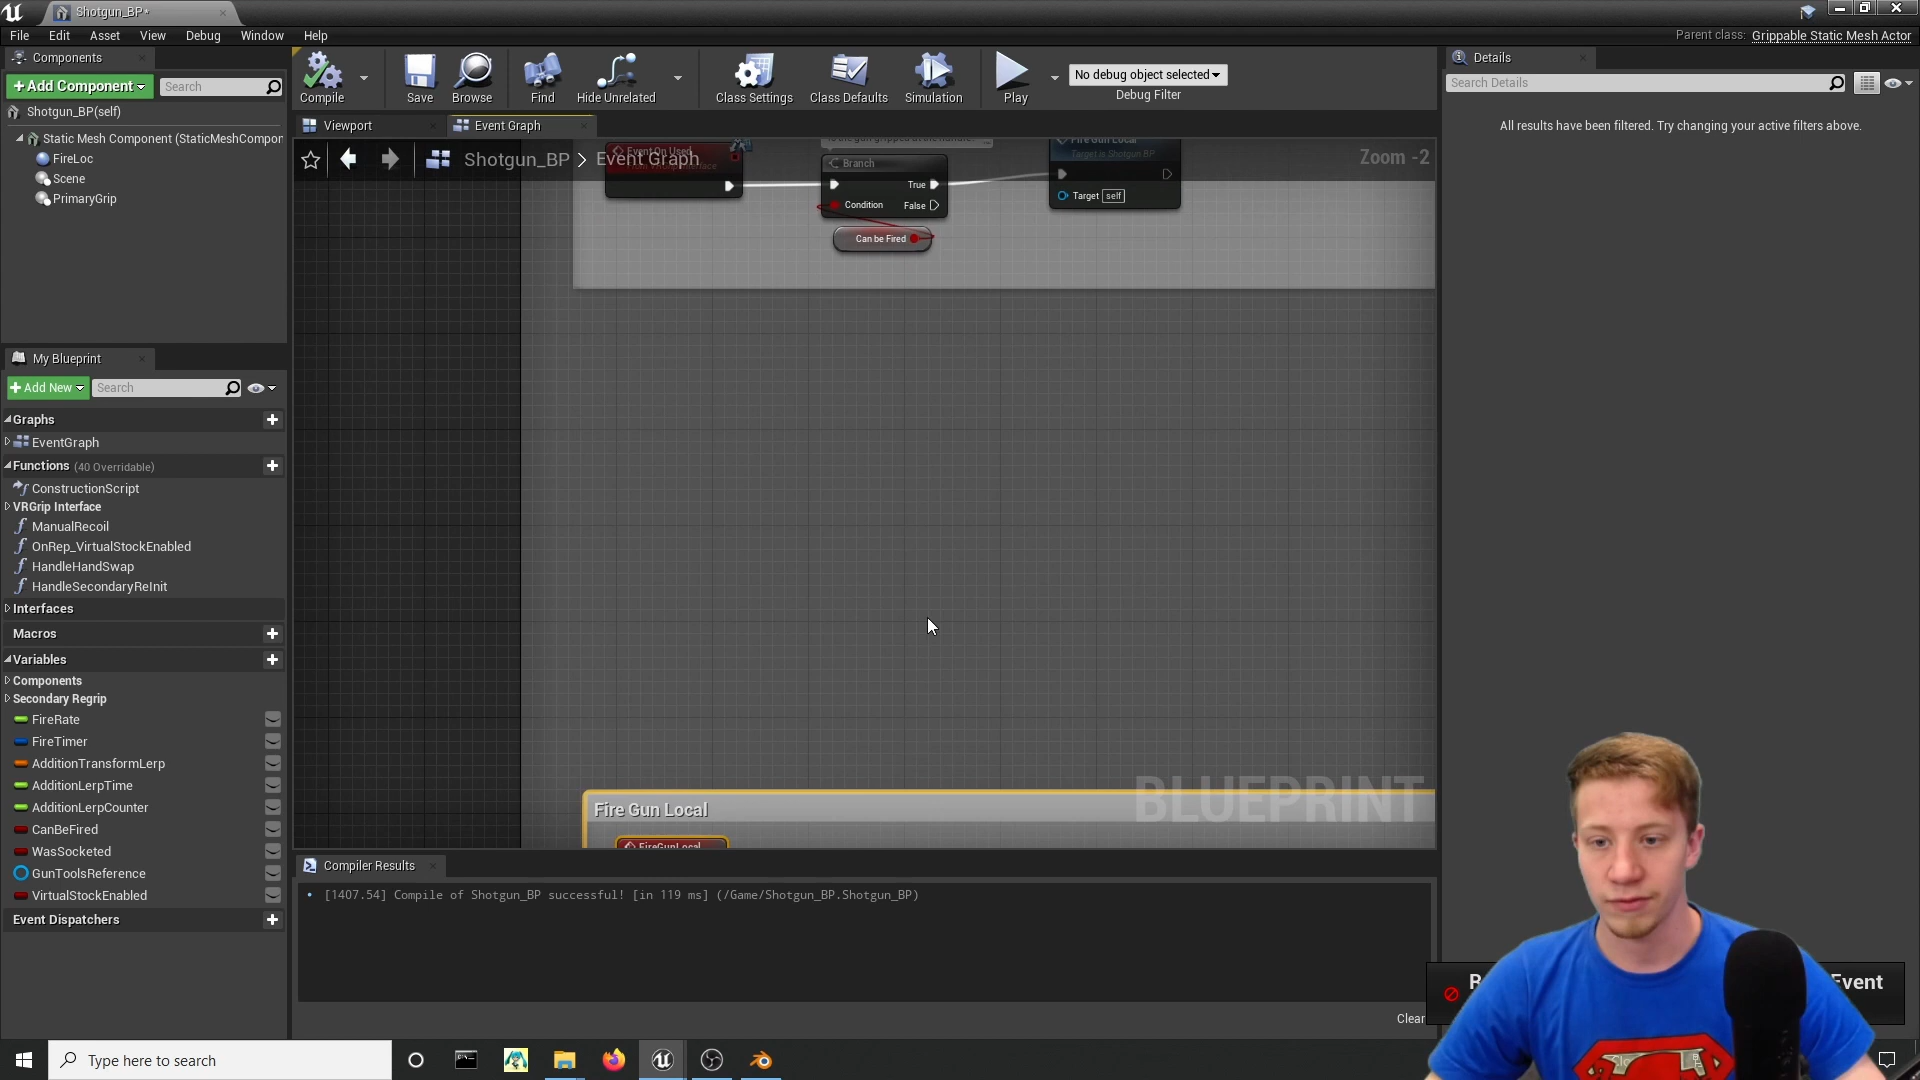 Shotgun_BP*
File Edit Asset View Debug Window Help
Parent class: Grippable Static Mesh Actor
Components
+ Add Component
Search
Shotgun_BP(self)
Static Mesh Component (StaticMeshCompor
FireLoc
Scene
PrimaryGrip
My Blueprint
+ Add New
Search
Graphs
EventGraph
Functions (40 Overridable)
ConstructionScript
VRGrip Interface
ManualRecoil
OnRep_VirtualStockEnabled
HandleHandSwap
HandleSecondaryReInit
Interfaces
Macros
Variables
Components
Secondary Regrip
FireRate
FireTimer
AdditionTransformLerp
AdditionLerpTime
AdditionLerpCounter
CanBeFired
WasSocketed
GunToolsReference
VirtualStockEnabled
Event Dispatchers
Compile Save Browse Find Hide Unrelated Class Settings Class Defaults Simulation Play
No debug object selected
Debug Filter
Viewport Event Graph
Shotgun_BP > Event Graph
Zoom -2
Event On Used
Branch
True
Condition False
Can be Fired
Fire Gun Local
Target is Shotgun BP
Target self
BLUEPRINT
Fire Gun Local
FireGunLocal
Compiler Results
• [1407.54] Compile of Shotgun_BP successful! [in 119 ms] (/Game/Shotgun_BP.Shotgun_BP)
Clear
Details
Search Details
All results have been filtered. Try changing your active filters above.
Event
Type here to search